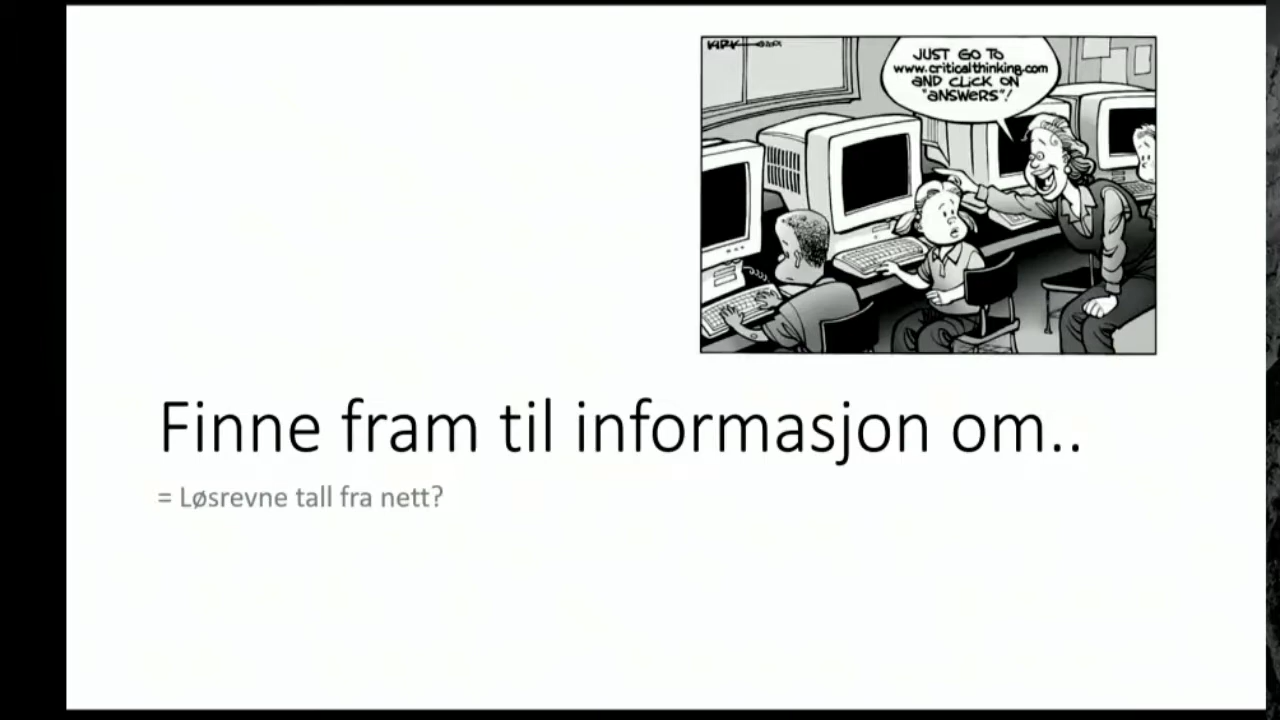 KIRK
JUST GO TO
www.criticalthinking.com
AND CLICK ON
"ANSWERS"!
Finne fram til informasjon om..
= Løsrevne tall fra nett?